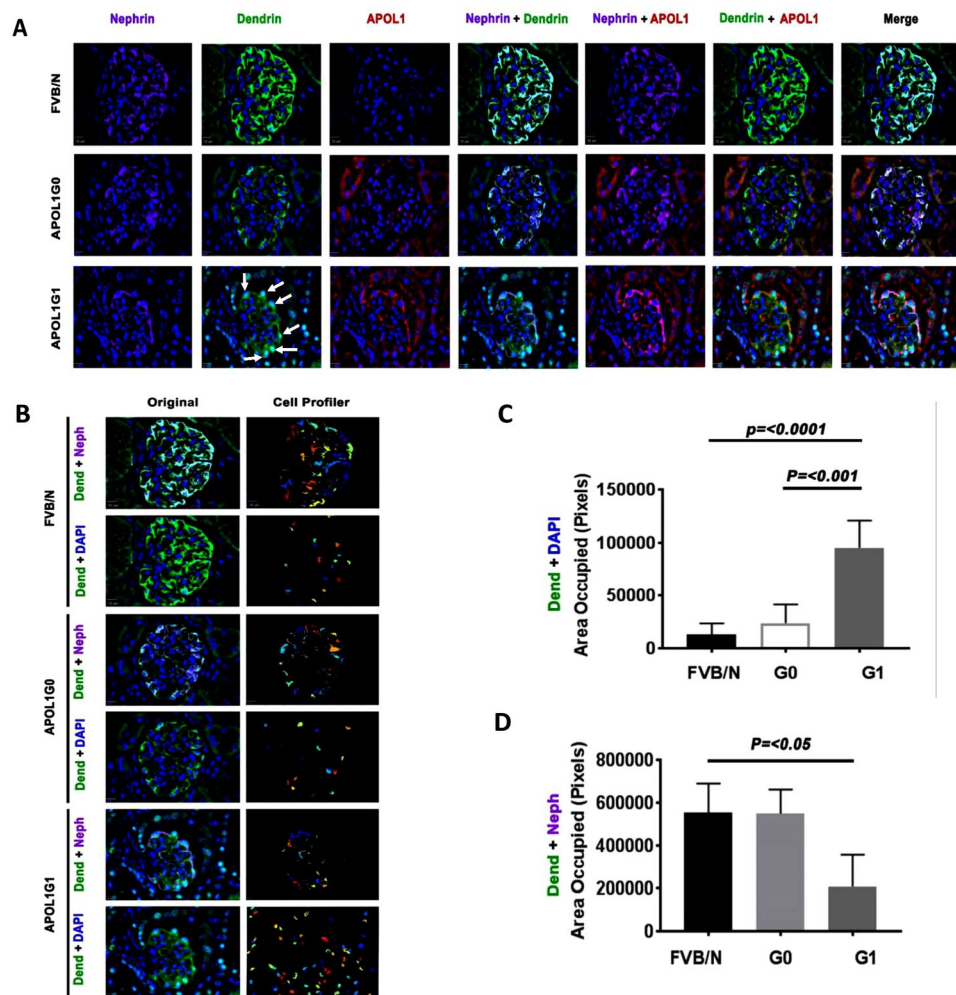 A
Nephrin Dendrin APOL1 Nephrin + Dendrin Nephrin + APOL1 Dendrin + APOL1 Merge
FVB/N
APOL1G0
APOL1G1
B
Original Cell Profiler
FVB/N
Dend + Neph
Dend + DAPI
APOL1G0
Dend + Neph
Dend + DAPI
APOL1G1
Dend + Neph
Dend + DAPI
C
p=<0.0001
P=<0.001
Dend + DAPI
Area Occupied (Pixels)
150000
100000
50000
0
FVB/N G0 G1
D
P=<0.05
Dend + Neph
Area Occupied (Pixels)
800000
600000
400000
200000
0
FVB/N G0 G1